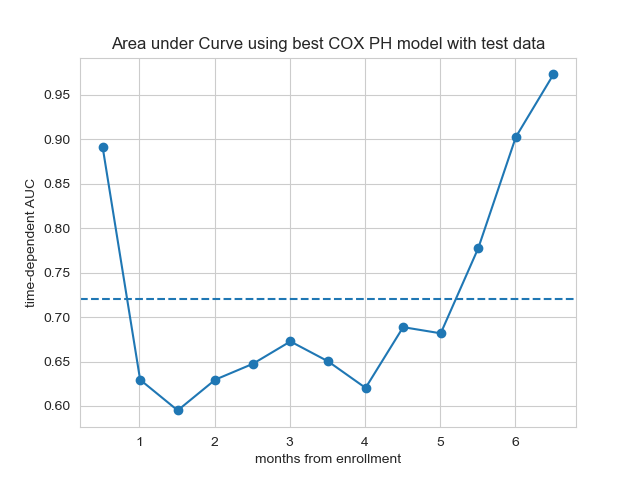 Area under Curve using best COX PH model with test data
time-dependent AUC
0.95
0.90
0.85
0.80
0.75
0.70
0.65
0.60
1 2 3 4 5 6
months from enrollment